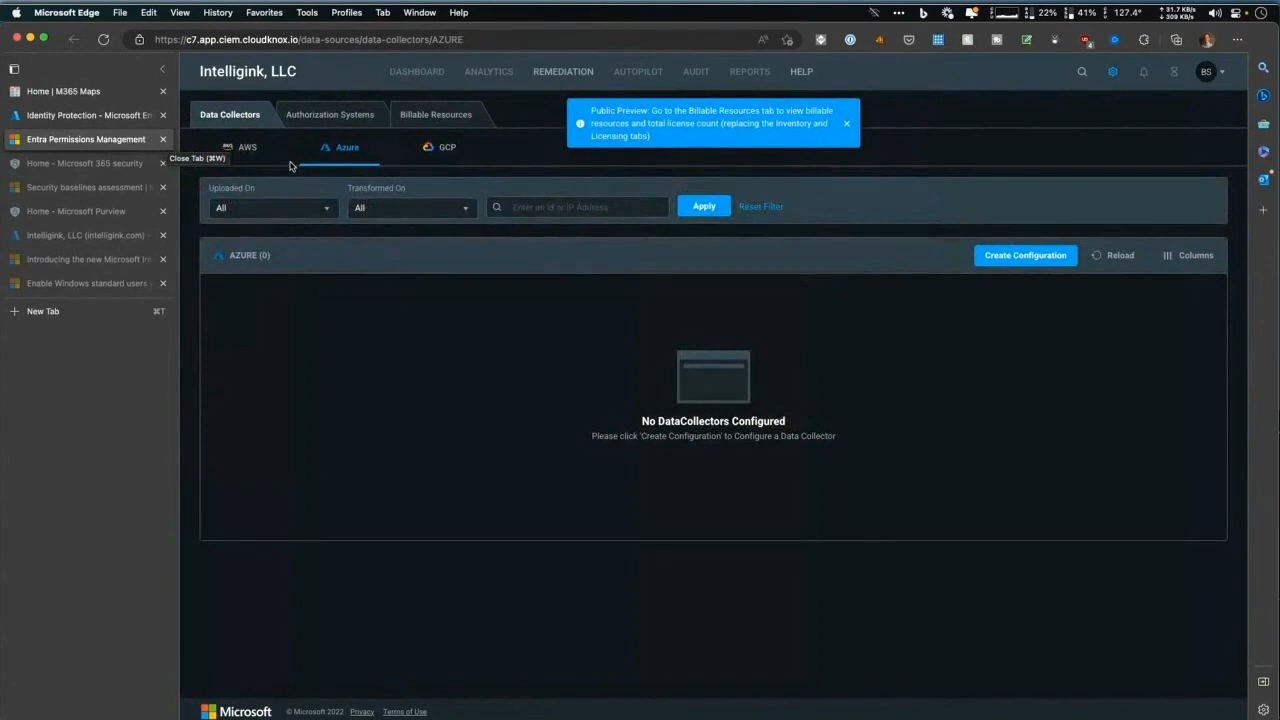 Microsoft Edge File Edit View History Favorites Tools Profiles Tab Window Help
22% 41% 127.4° ↑ 31.7 KB/s
↓ 309 KB/s
https://c7.app.ciem.cloudknox.io/data-sources/data-collectors/AZURE
Home | M365 Maps
Identity Protection - Microsoft En
Entra Permissions Management
Close Tab (⌘W)
Home - Microsoft 365 security
Security baselines assessment |
Home - Microsoft Purview
Intelligink, LLC (intelligink.com) -
Introducing the new Microsoft Int
Enable Windows standard users
New Tab ⌘T
Intelligink, LLC
DASHBOARD ANALYTICS REMEDIATION AUTOPILOT AUDIT REPORTS HELP
BS
Data Collectors Authorization Systems Billable Resources
Public Preview: Go to the Billable Resources tab to view billable
resources and total license count (replacing the Inventory and
Licensing tabs)
AWS Azure GCP
Uploaded On Transformed On
All All Enter an Id or IP Address Apply Reset Filter
AZURE (0) Create Configuration Reload Columns
No DataCollectors Configured
Please click 'Create Configuration' to Configure a Data Collector
Microsoft © Microsoft 2022 Privacy Terms of Use